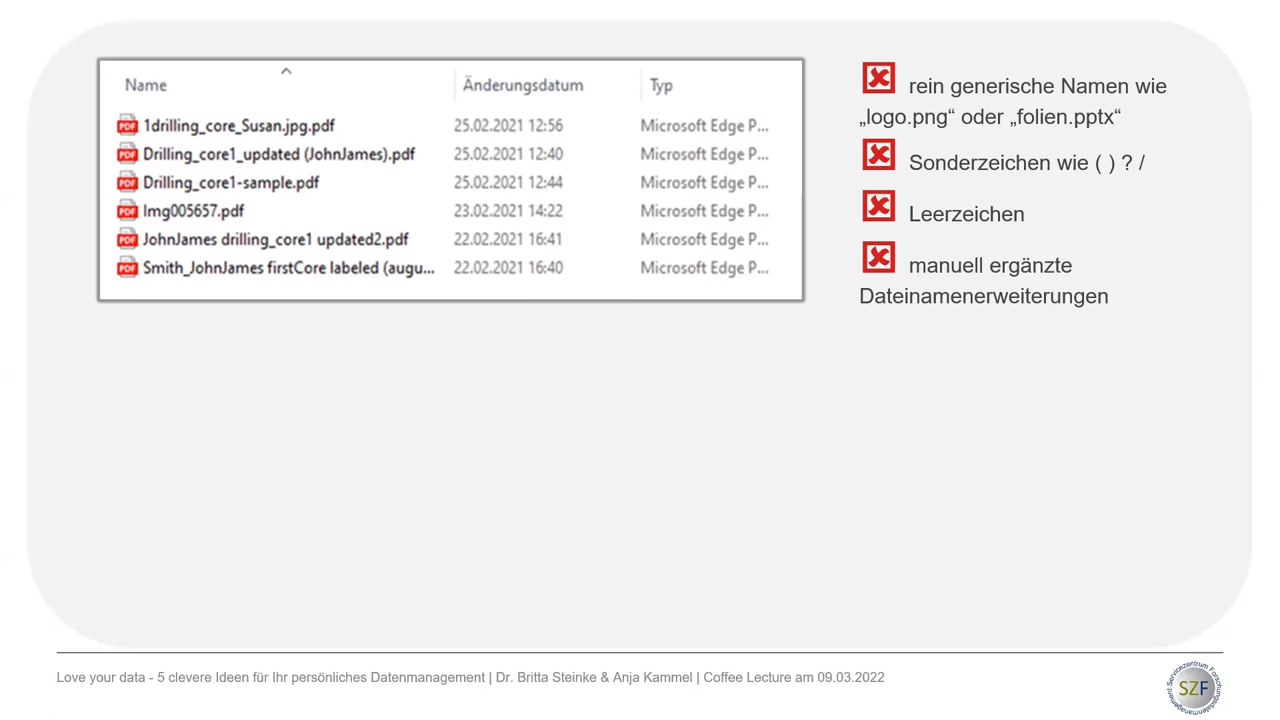 Name Änderungsdatum Typ
1drilling_core_Susan.jpg.pdf 25.02.2021 12:56 Microsoft Edge P...
Drilling_core1_updated (JohnJames).pdf 25.02.2021 12:40 Microsoft Edge P...
Drilling_core1-sample.pdf 25.02.2021 12:44 Microsoft Edge P...
Img005657.pdf 23.02.2021 14:22 Microsoft Edge P...
JohnJames drilling_core1 updated2.pdf 22.02.2021 16:41 Microsoft Edge P...
Smith_JohnJames firstCore labeled (augu... 22.02.2021 16:40 Microsoft Edge P...
rein generische Namen wie
„logo.png“ oder „folien.pptx“
Sonderzeichen wie ( ) ? /
Leerzeichen
manuell ergänzte
Dateinamenerweiterungen
Love your data - 5 clevere Ideen für Ihr persönliches Datenmanagement | Dr. Britta Steinke & Anja Kammel | Coffee Lecture am 09.03.2022
Servicezentrum Forschungsdatenmanagement
SZF